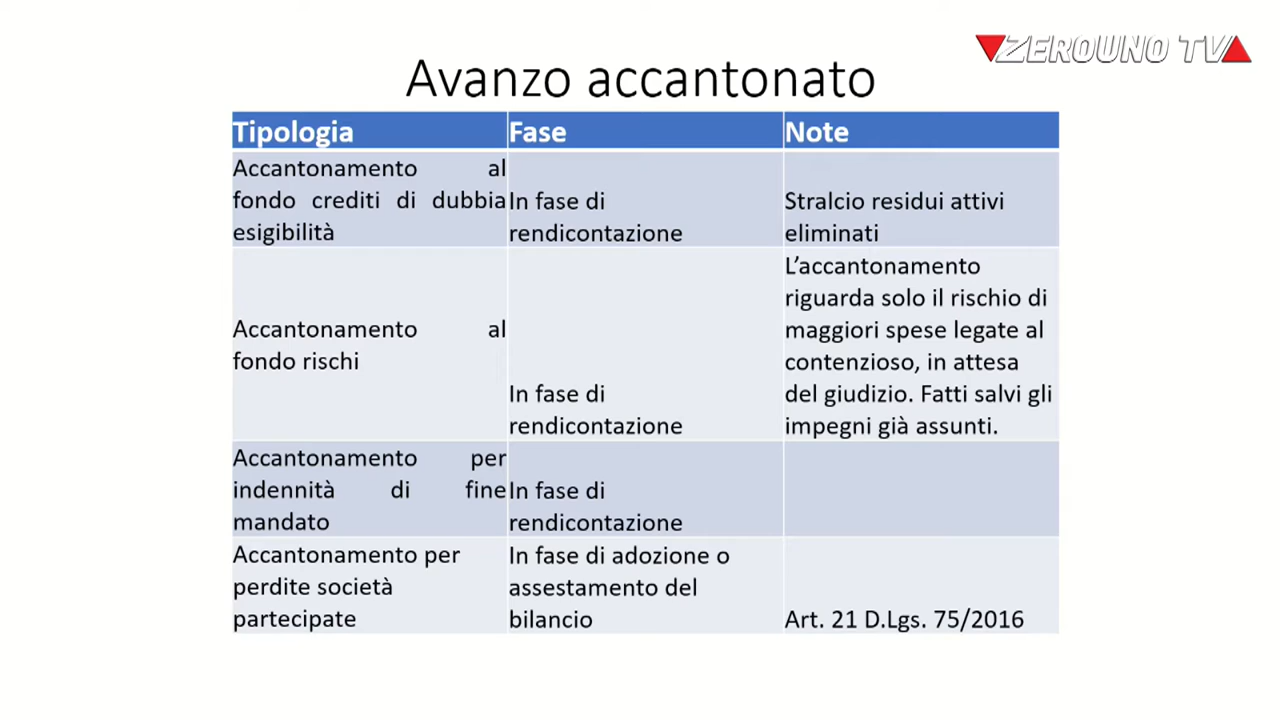 ZEROUNO TV
Avanzo accantonato
Tipologia Fase Note
Accantonamento al
fondo crediti di dubbia
esigibilità
In fase di
rendicontazione
Stralcio residui attivi
eliminati
Accantonamento al
fondo rischi
In fase di
rendicontazione
L’accantonamento
riguarda solo il rischio di
maggiori spese legate al
contenzioso, in attesa
del giudizio. Fatti salvi gli
impegni già assunti.
Accantonamento per
indennità di fine
mandato
In fase di
rendicontazione
Accantonamento per
perdite società
partecipate
In fase di adozione o
assestamento del
bilancio
Art. 21 D.Lgs. 75/2016